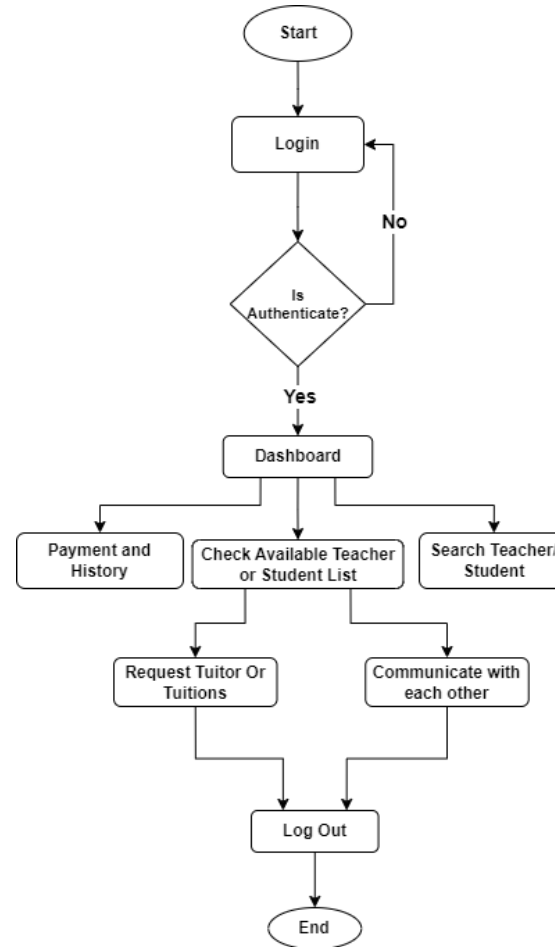 Start
Login
No
Is
Authenticate?
Yes
Dashboard
Payment and
History
Check Available Teacher
or Student List
Search Teacher/
Student
Request Tuitor Or
Tuitions
Communicate with
each other
Log Out
End